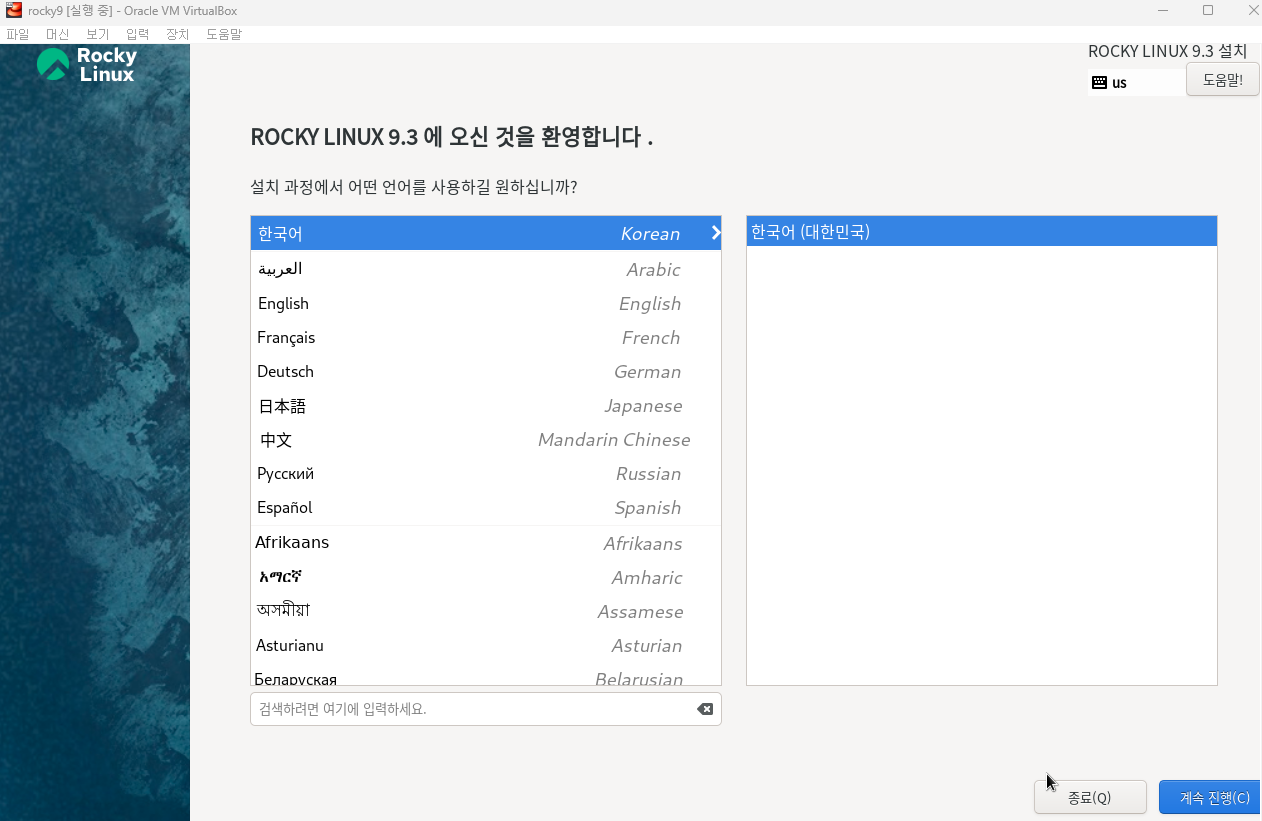 rocky9 [실행 중] - Oracle VM VirtualBox
파일 머신 보기 입력 장치 도움말
Rocky Linux
ROCKY LINUX 9.3 설치
us
도움말!
ROCKY LINUX 9.3 에 오신 것을 환영합니다 .
설치 과정에서 어떤 언어를 사용하길 원하십니까?
한국어 Korean
العربية Arabic
English English
Français French
Deutsch German
日本語 Japanese
中文 Mandarin Chinese
Русский Russian
Español Spanish
Afrikaans Afrikaans
አማርኛ Amharic
অসমীয়া Assamese
Asturianu Asturian
Беларуская Belarusian
한국어 (대한민국)
검색하려면 여기에 입력하세요.
종료(Q)
계속 진행(C)